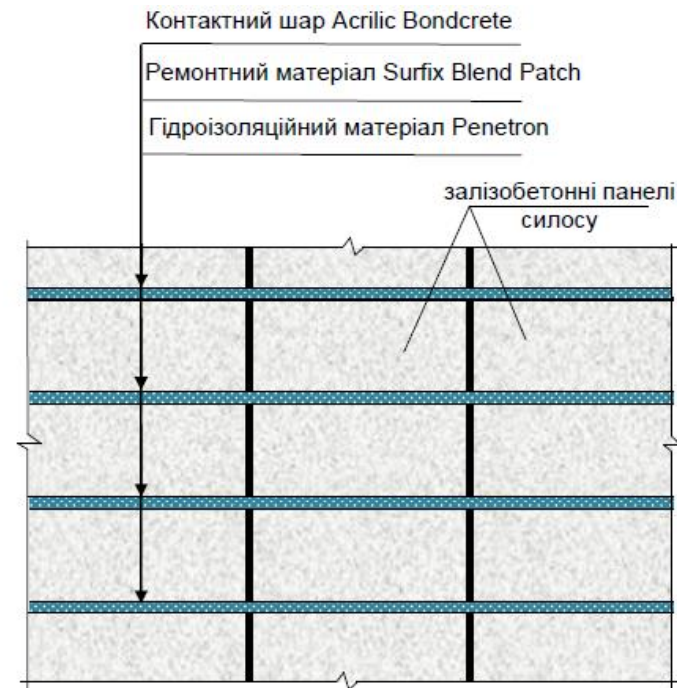 Контактний шар Acrilic Bondcrete
Ремонтний матеріал Surfix Blend Patch
Гідроізоляційний матеріал Penetron
залізобетонні панелі
силосу